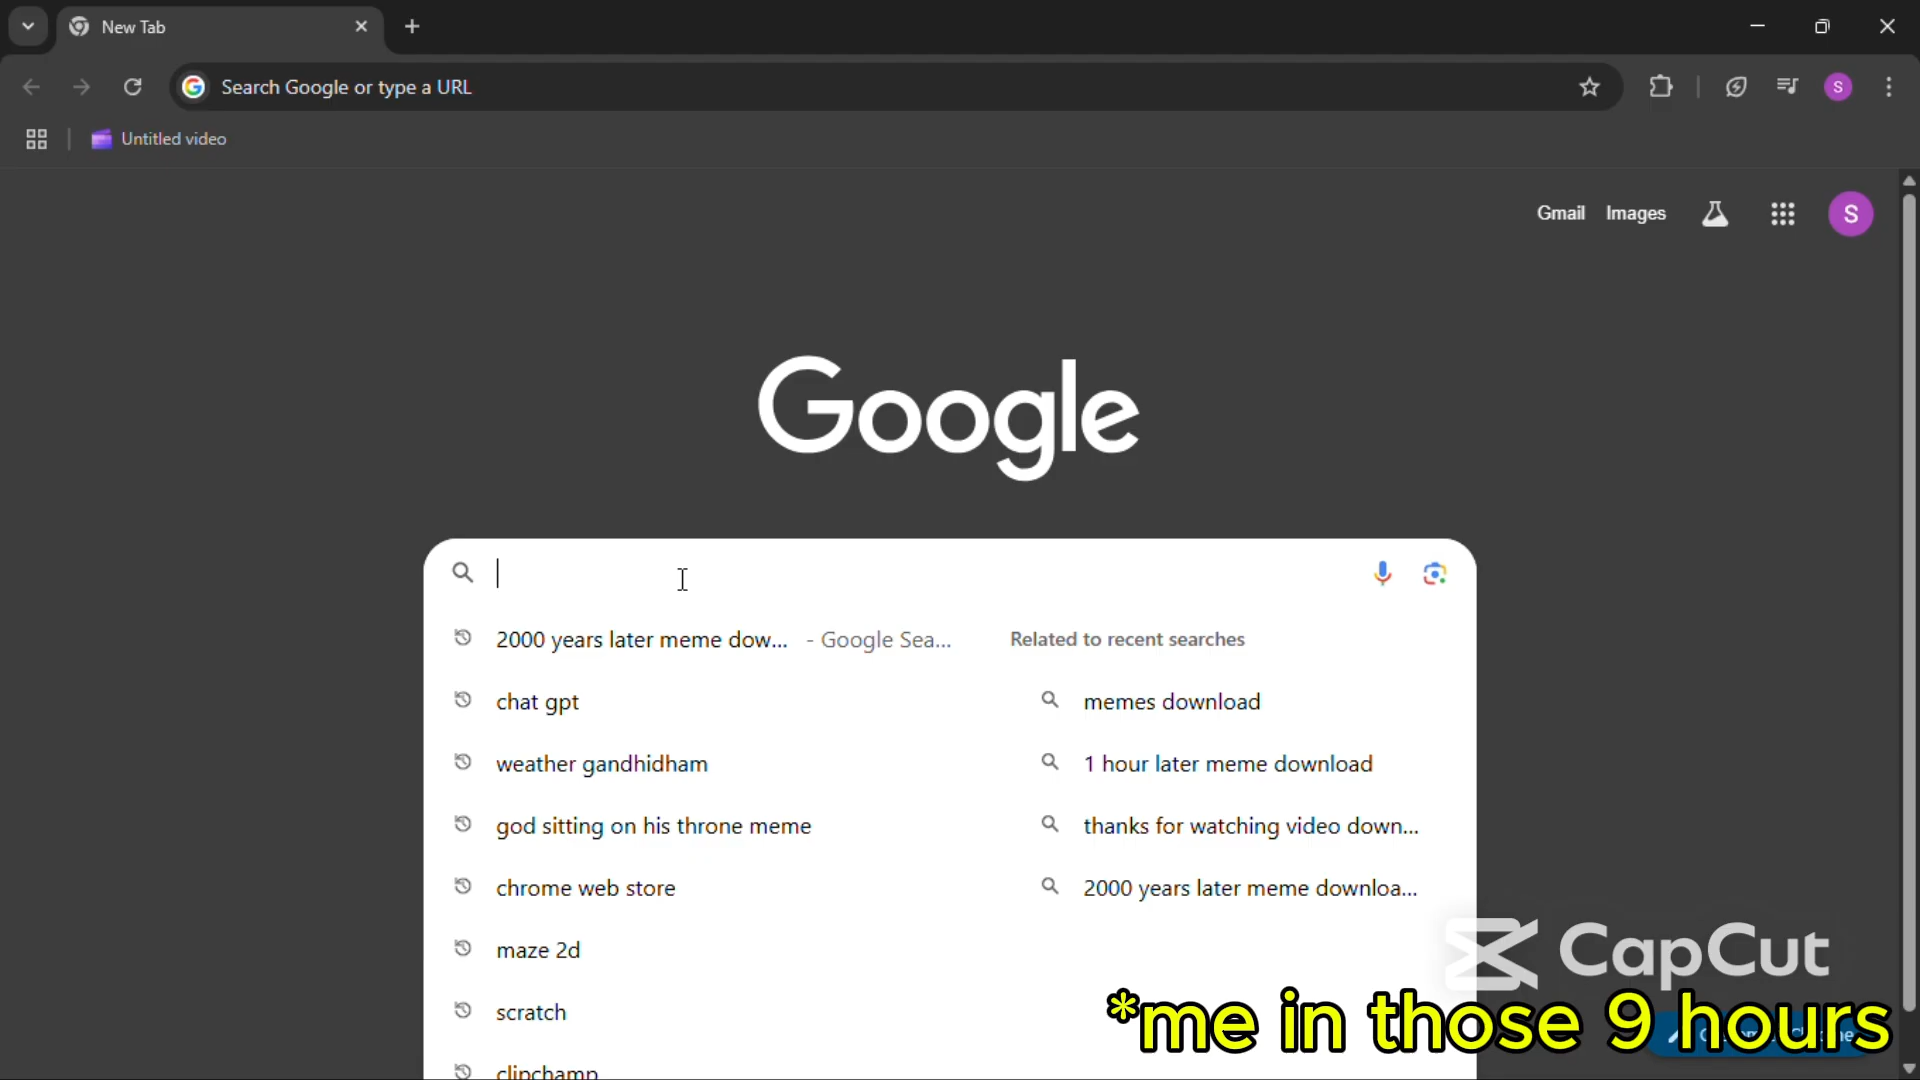 New Tab
Search Google or type a URL
Untitled video
Gmail Images
S
S
Google
2000 years later meme dow... - Google Sea...
chat gpt
weather gandhidham
god sitting on his throne meme
chrome web store
maze 2d
scratch
clipchamp
Related to recent searches
memes download
1 hour later meme download
thanks for watching video down...
2000 years later meme downloa...
CapCut
*me in those 9 hours